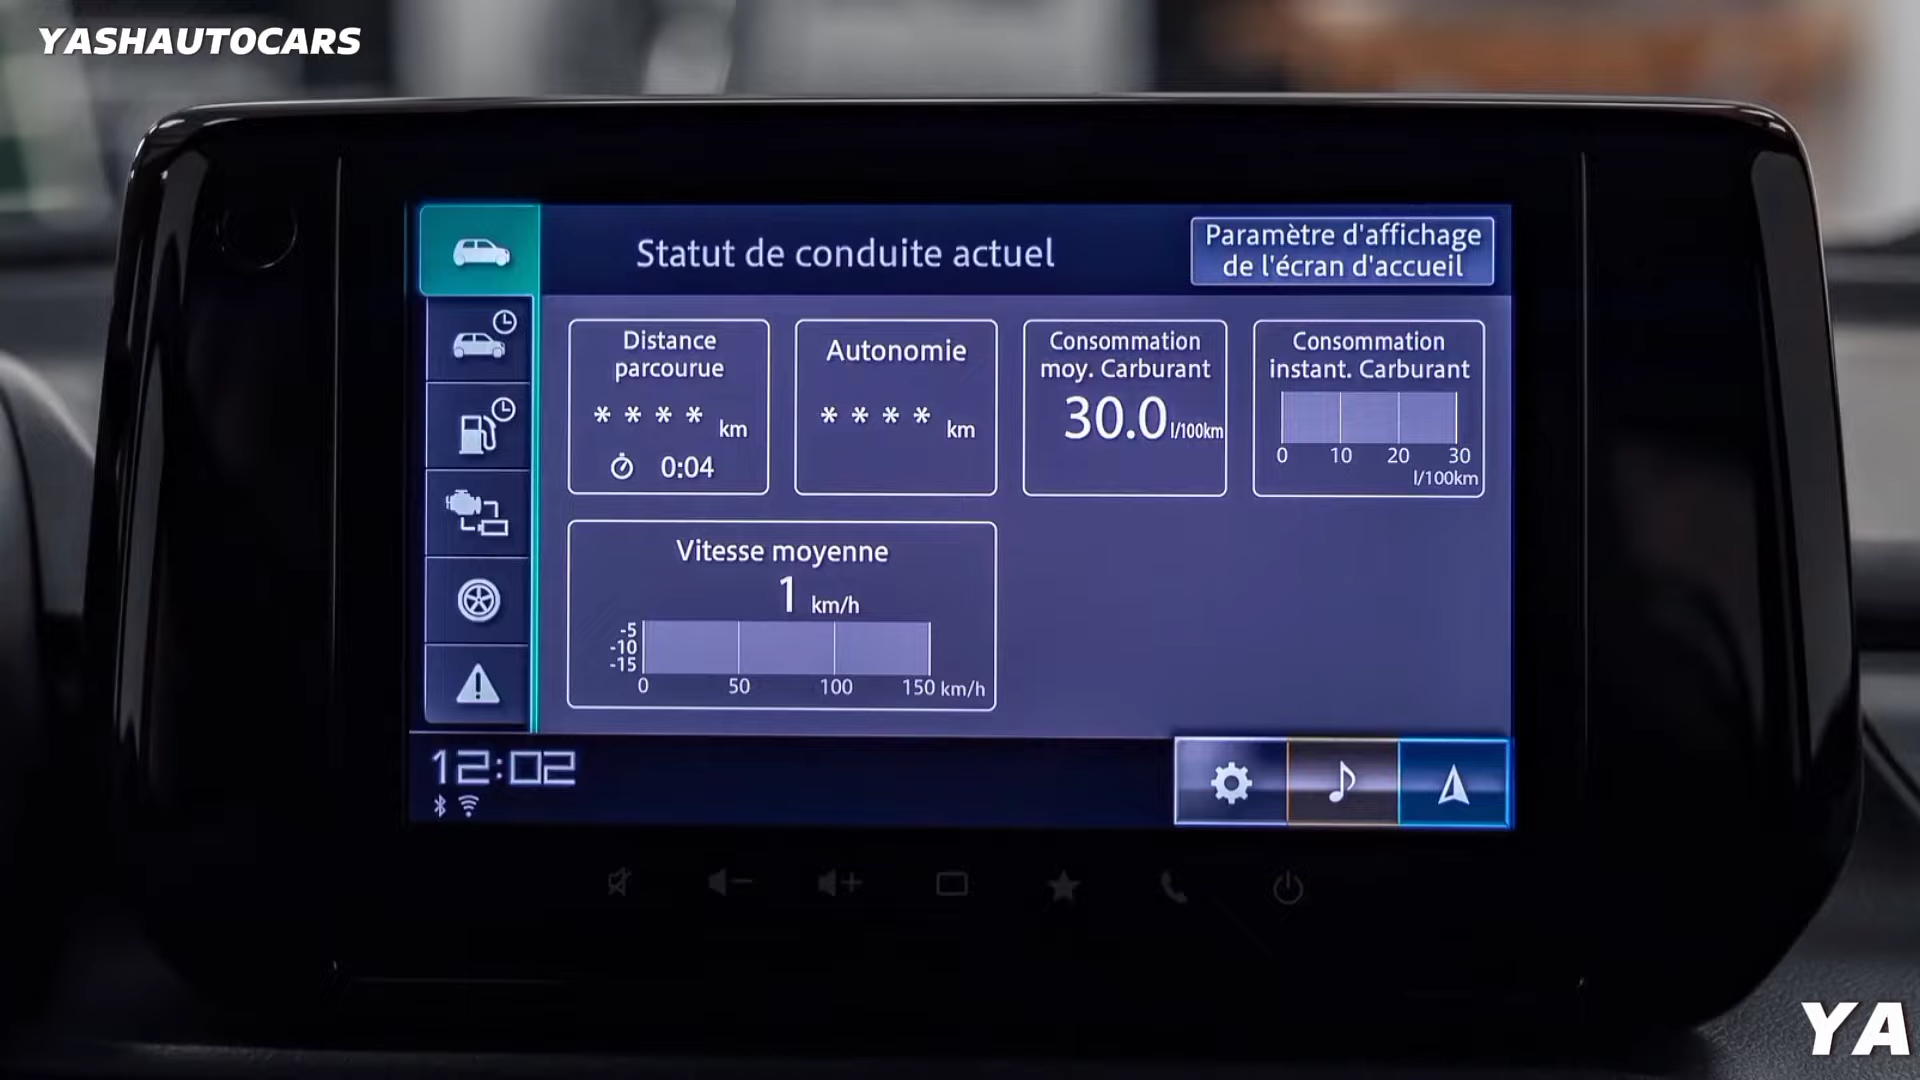 YASHAUTOCARS
Statut de conduite actuel
Paramètre d'affichage
de l'écran d'accueil
Distance
parcourue
**** km
0:04
Autonomie
**** km
Consommation
moy. Carburant
30.0 l/100km
Consommation
instant. Carburant
0 10 20 30
l/100km
Vitesse moyenne
1 km/h
-5
-10
-15
0 50 100 150 km/h
12:02
YA